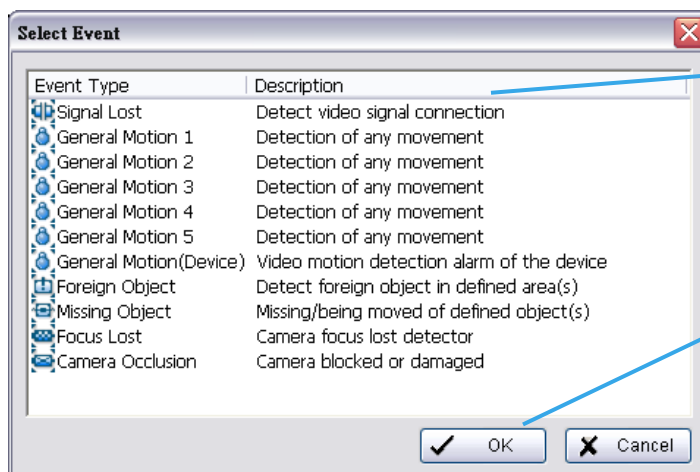 Select Event
Event Type Description
Signal Lost Detect video signal connection
General Motion 1 Detection of any movement
General Motion 2 Detection of any movement
General Motion 3 Detection of any movement
General Motion 4 Detection of any movement
General Motion 5 Detection of any movement
General Motion(Device) Video motion detection alarm of the device
Foreign Object Detect foreign object in defined area(s)
Missing Object Missing/being moved of defined object(s)
Focus Lost Camera focus lost detector
Camera Occlusion Camera blocked or damaged
OK Cancel